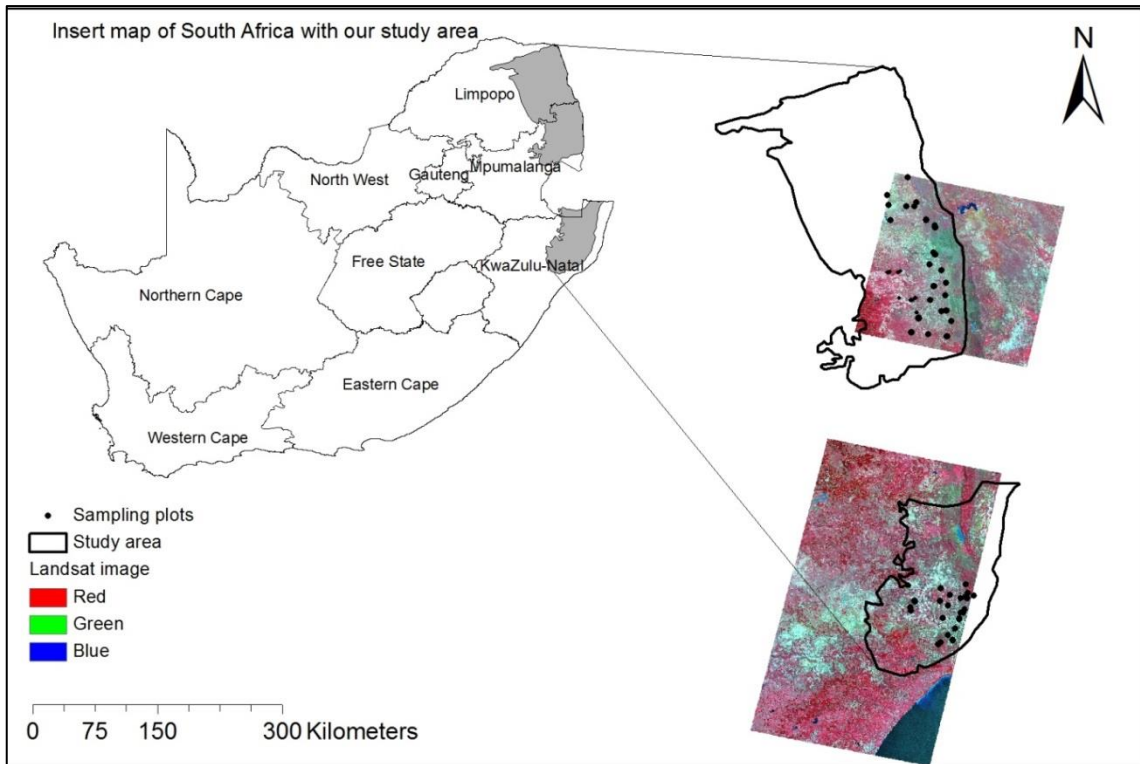 Insert map of South Africa with our study area
N
Limpopo
North West
Gauteng
Mpumalanga
Free State
KwaZulu-Natal
Northern Cape
Eastern Cape
Western Cape
Sampling plots
Study area
Landsat image
Red
Green
Blue
0 75 150 300 Kilometers